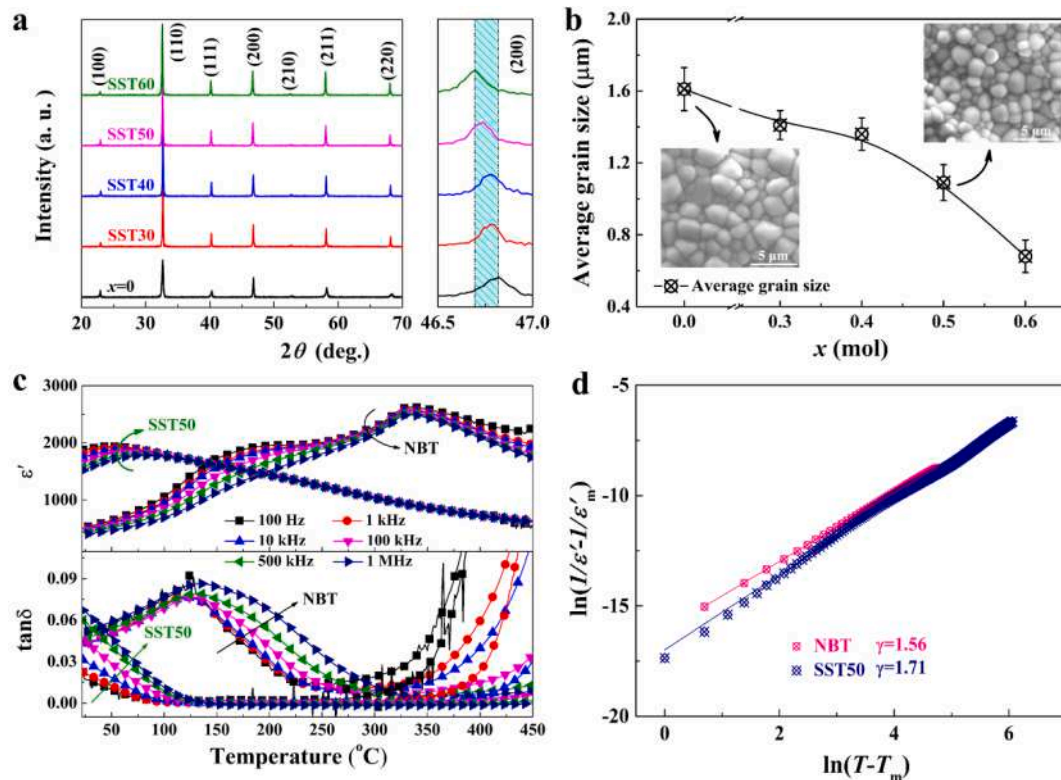 a
(100)
(110)
(111)
(200)
(210)
(211)
(220)
(200)
SST60
SST50
SST40
SST30
x=0
Intensity (a. u.)
20 30 40 50 60 70
46.5 47.0
2θ (deg.)
b
Average grain size (μm)
1.6
1.2
0.8
0.4
5 μm
5 μm
Average grain size
0.0 0.3 0.4 0.5 0.6
x (mol)
c
3000
2000
1000
ε'
SST50
NBT
100 Hz 1 kHz
10 kHz 100 kHz
500 kHz 1 MHz
0.09
0.06
0.03
0.00
tanδ
NBT
SST50
50 100 150 200 250 300 350 400 450
Temperature (°C)
d
-5
-10
-15
-20
ln(1/ε'-1/ε'm)
NBT γ=1.56
SST50 γ=1.71
0 2 4 6
ln(T-Tm)